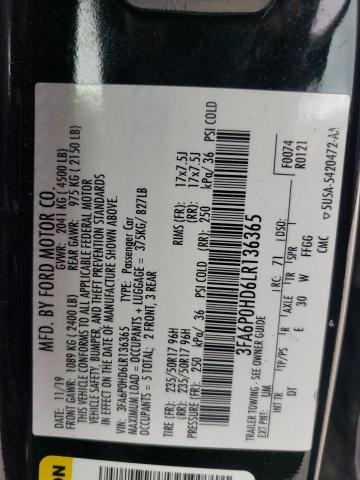 MFD. BY FORD MOTOR CO.
11/19 GVWR: 2041 KG ( 4500 LB)
FRONT GAWR: 1089 KG ( 2400 LB) REAR GAWR: 975 KG ( 2150 LB)
THIS VEHICLE CONFORMS TO ALL APPLICABLE FEDERAL MOTOR
VEHICLE SAFETY, BUMPER, AND THEFT PREVENTION STANDARDS
IN EFFECT ON THE DATE OF MANUFACTURE SHOWN ABOVE.
VIN: 3FA6P0HD6LR136365 TYPE: Passenger Car
MAXIMUM LOAD = OCCUPANTS + LUGGAGE = 375KG/ 827LB
OCCUPANTS = 5 TOTAL; 2 FRONT, 3 REAR
TIRE (FR): 235/50R17 96H RIMS (FR): 17x7.5J
(RR): 235/50R17 96H (RR): 17x7.5J
PRESSURE (FR): 250 kPa/ 36 PSI COLD (RR): 250 kPa/ 36 PSI COLD
3FA6P0HD6LR136365
TRAILER TOWING - SEE OWNER GUIDE F0074
R0121
EXT PNT: UM RC: 71 DSO:
INT TR TP/PS R AXLE TR SPR
DT E 30 W FFGG
CMC
5U5A-5420472-AA
ON